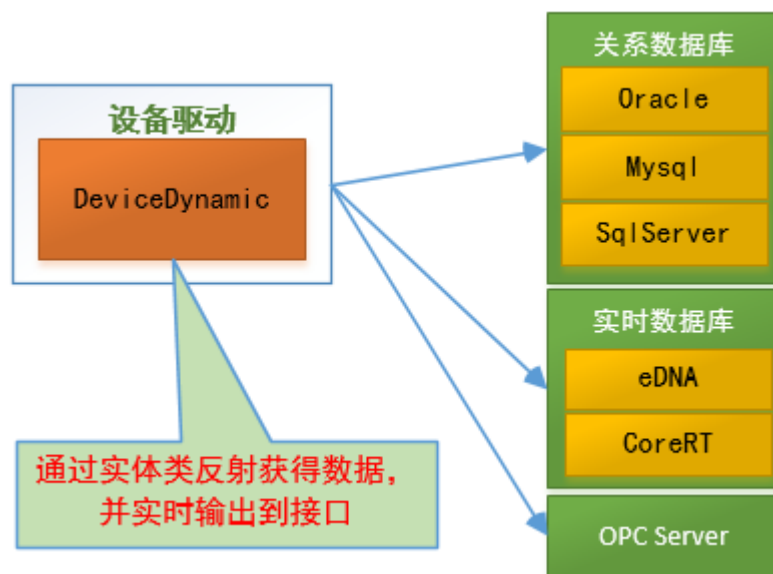 设备驱动
DeviceDynamic
通过实体类反射获得数据，
并实时输出到接口
关系数据库
Oracle
Mysql
SqlServer
实时数据库
eDNA
CoreRT
OPC Server